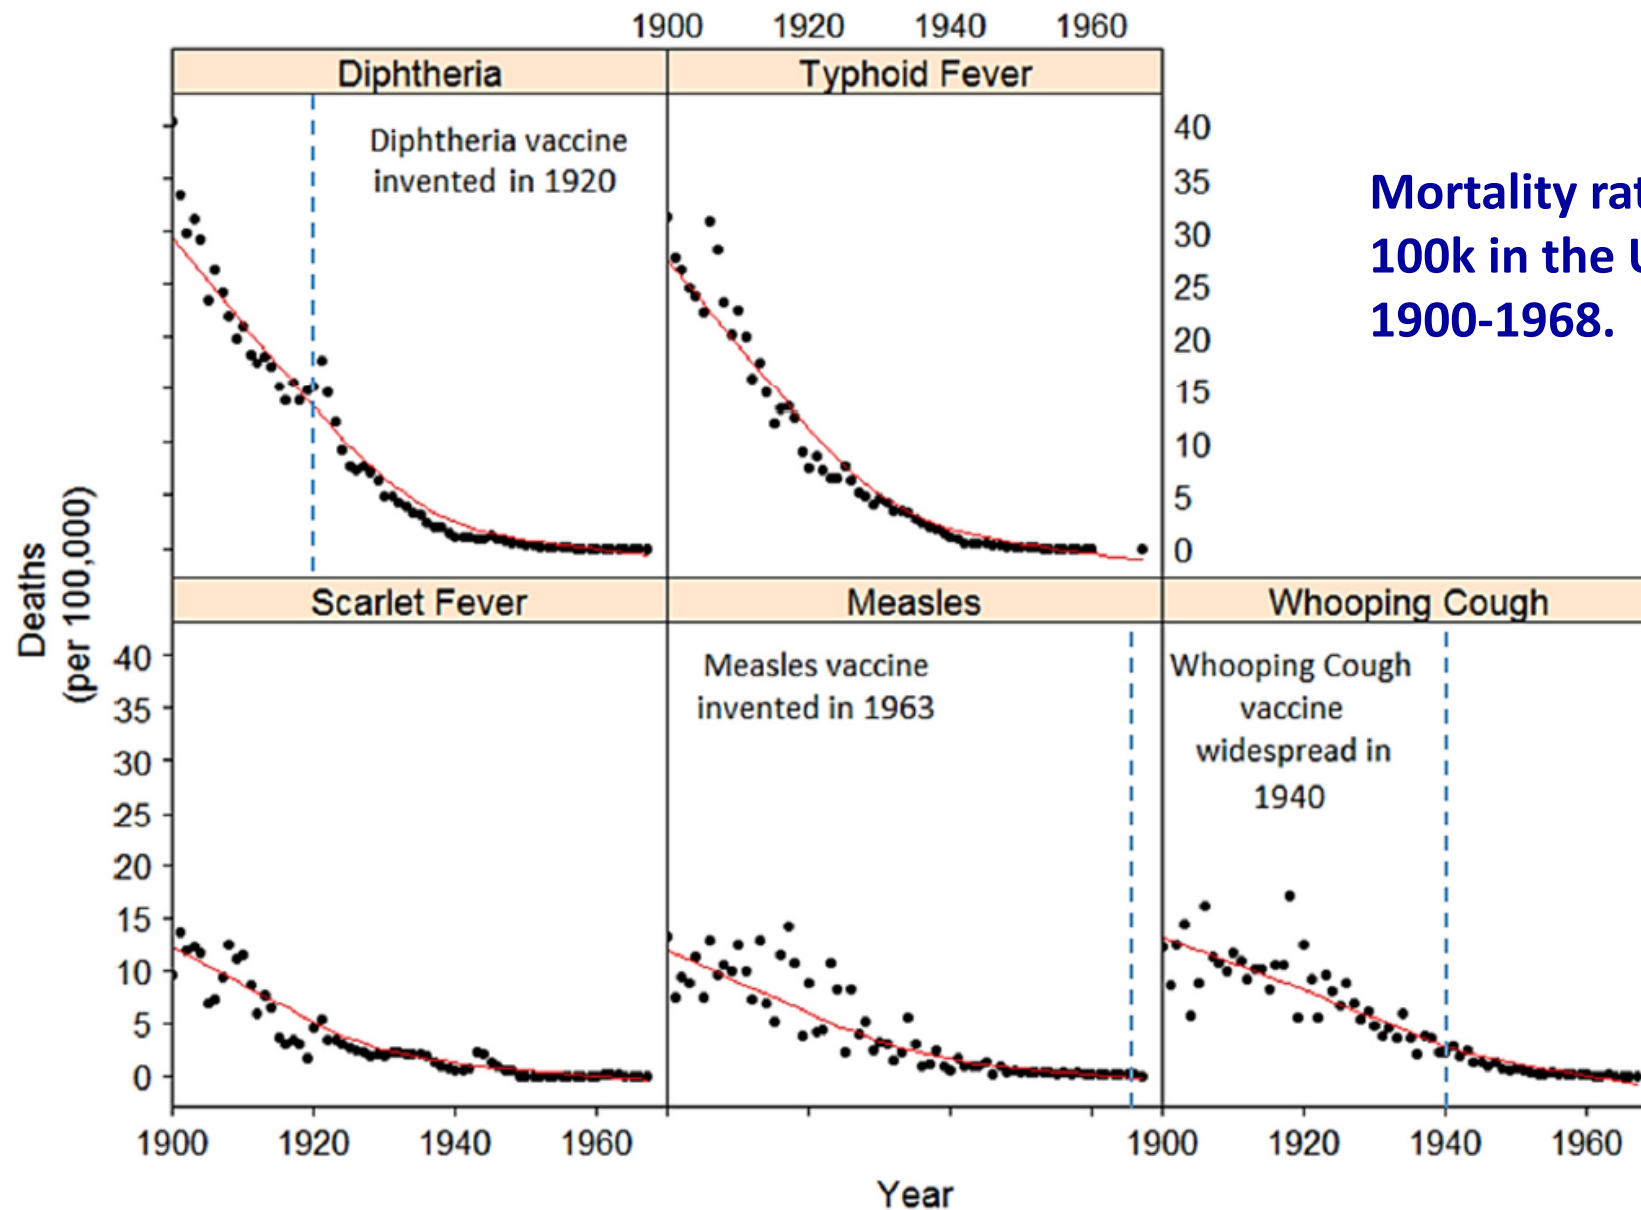 1900 1920 1940 1960
Diphtheria
Typhoid Fever
Diphtheria vaccine
invented in 1920
40
35
30
25
20
15
10
5
0
Mortality
100k in the
1900-1968.
Deaths
(per 100,000)
Scarlet Fever
Measles
Whooping Cough
40
35
30
25
20
15
10
5
0
Measles vaccine
invented in 1963
Whooping Cough
vaccine
widespread in
1940
1900 1920 1940 1960
1900 1920 1940 1960
Year